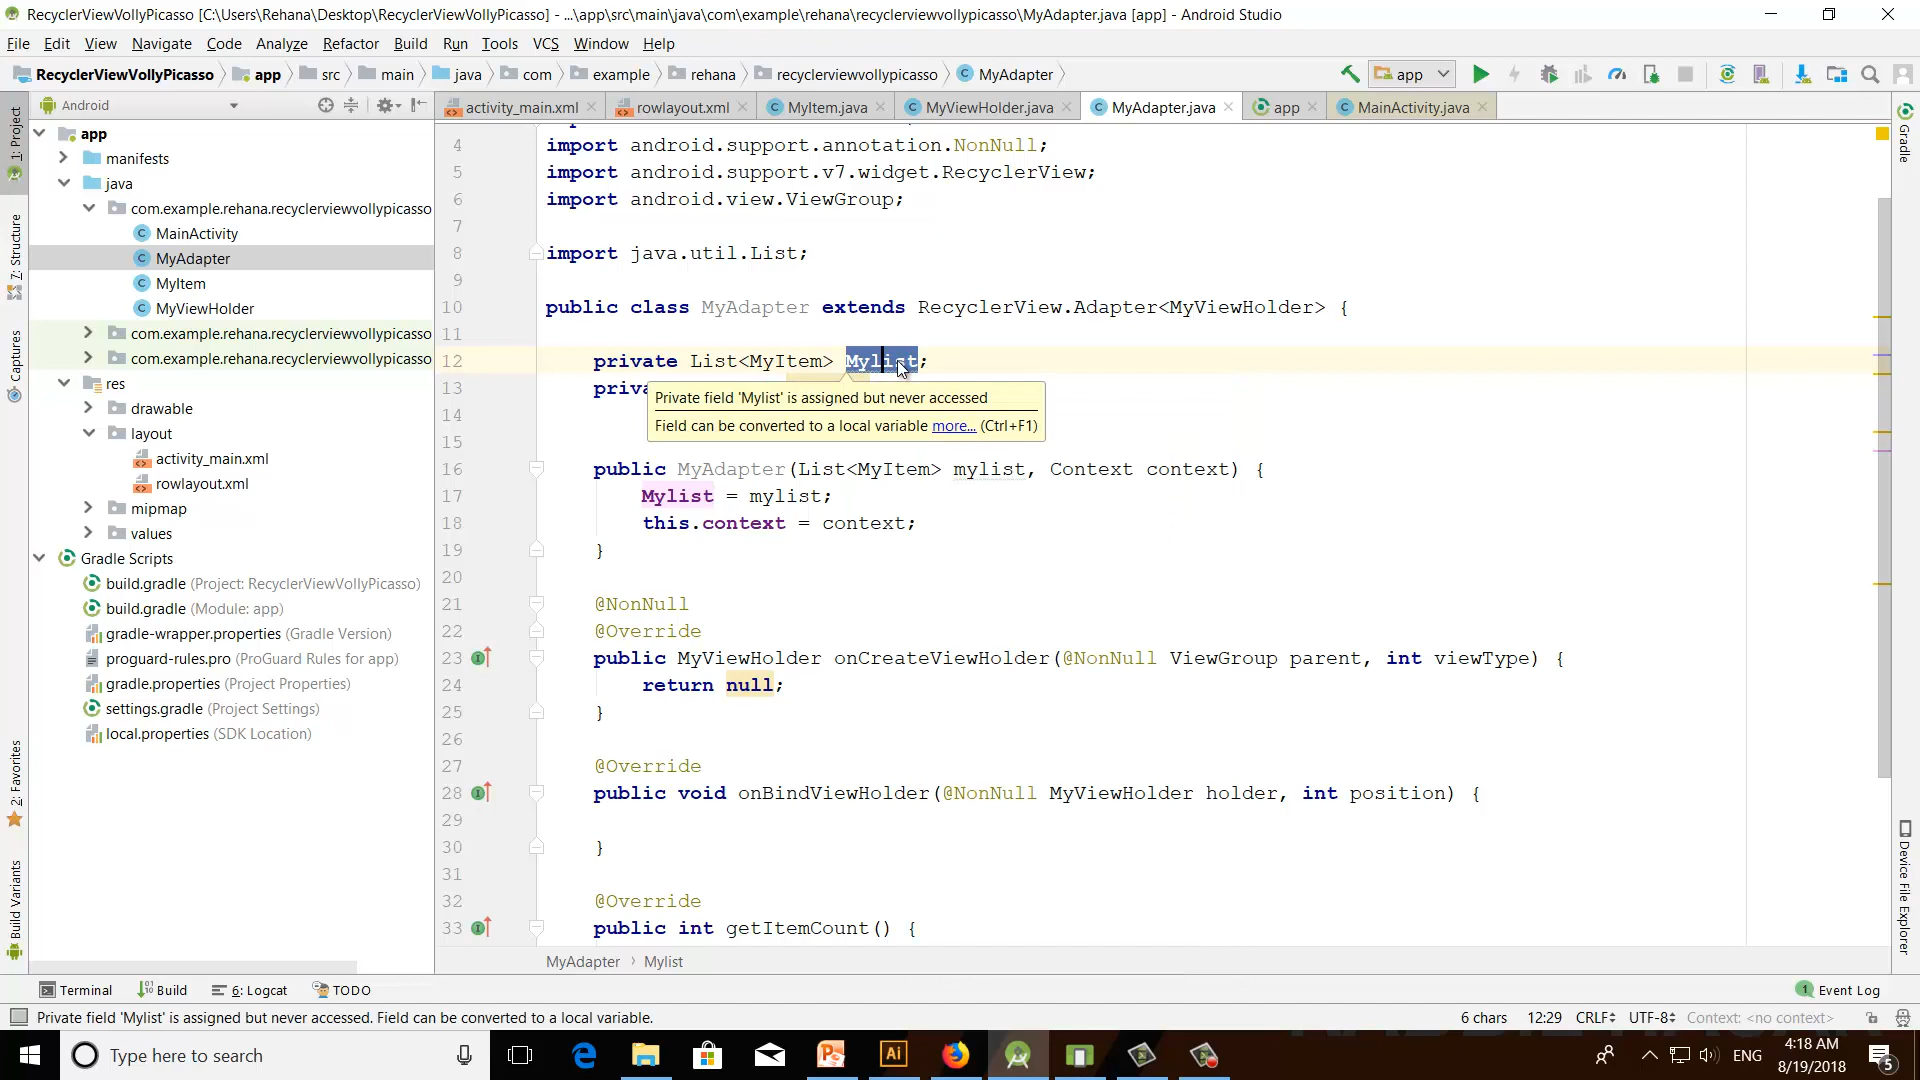 RecyclerViewVollyPicasso [C:\Users\Rehana\Desktop\RecyclerViewVollyPicasso] - ...\app\src\main\java\com\example\rehana\recyclerviewvollypicasso\MyAdapter.java [app] - Android Studio
File Edit View Navigate Code Analyze Refactor Build Run Tools VCS Window Help
RecyclerViewVollyPicasso app src main java com example rehana recyclerviewvollypicasso MyAdapter app
Android
activity_main.xml rowlayout.xml MyItem.java MyViewHolder.java MyAdapter.java app MainActivity.java
1: Project
7: Structure
Captures
2: Favorites
Build Variants
app
manifests
java
com.example.rehana.recyclerviewvollypicasso
MainActivity
MyAdapter
MyItem
MyViewHolder
com.example.rehana.recyclerviewvollypicasso
com.example.rehana.recyclerviewvollypicasso
res
drawable
layout
activity_main.xml
rowlayout.xml
mipmap
values
Gradle Scripts
build.gradle (Project: RecyclerViewVollyPicasso)
build.gradle (Module: app)
gradle-wrapper.properties (Gradle Version)
proguard-rules.pro (ProGuard Rules for app)
gradle.properties (Project Properties)
settings.gradle (Project Settings)
local.properties (SDK Location)
4 import android.support.annotation.NonNull;
5 import android.support.v7.widget.RecyclerView;
6 import android.view.ViewGroup;
7
8 import java.util.List;
9
10 public class MyAdapter extends RecyclerView.Adapter<MyViewHolder> {
11
12 private List<MyItem> Mylist;
13 priva
Private field 'Mylist' is assigned but never accessed
Field can be converted to a local variable more... (Ctrl+F1)
14
15
16 public MyAdapter(List<MyItem> mylist, Context context) {
17 Mylist = mylist;
18 this.context = context;
19 }
20
21 @NonNull
22 @Override
23 public MyViewHolder onCreateViewHolder(@NonNull ViewGroup parent, int viewType) {
24 return null;
25 }
26
27 @Override
28 public void onBindViewHolder(@NonNull MyViewHolder holder, int position) {
29
30 }
31
32 @Override
33 public int getItemCount() {
MyAdapter › Mylist
Gradle
Device File Explorer
Terminal Build 6: Logcat TODO 1 Event Log
Private field 'Mylist' is assigned but never accessed. Field can be converted to a local variable. 6 chars 12:29 CRLF UTF-8 Context: <no context>
Type here to search
ENG
4:18 AM
8/19/2018
5